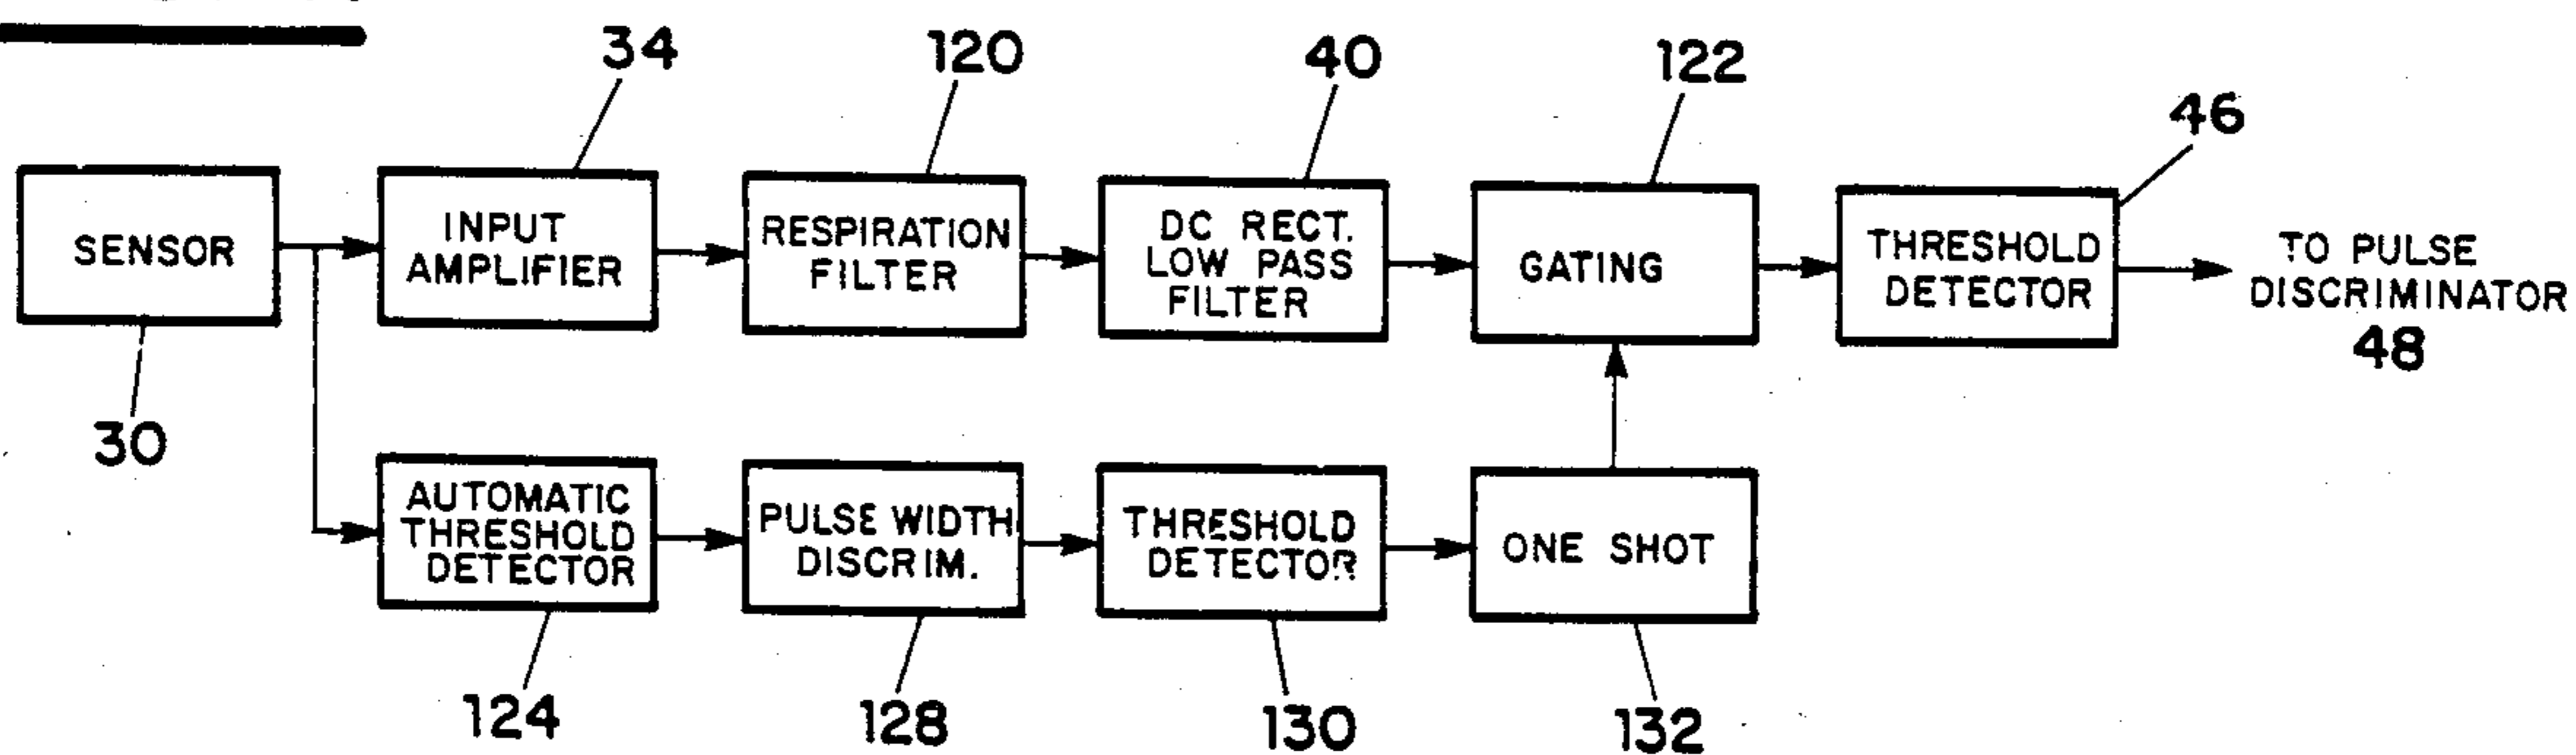 34
120
40
122
46
SENSOR
INPUT
AMPLIFIER
RESPIRATION
FILTER
DC RECT.
LOW PASS
FILTER
GATING
THRESHOLD
DETECTOR
TO PULSE
DISCRIMINATOR
48
30
AUTOMATIC
THRESHOLD
DETECTOR
PULSE WIDTH
DISCRIM.
THRESHOLD
DETECTOR
ONE SHOT
124
128
130
132